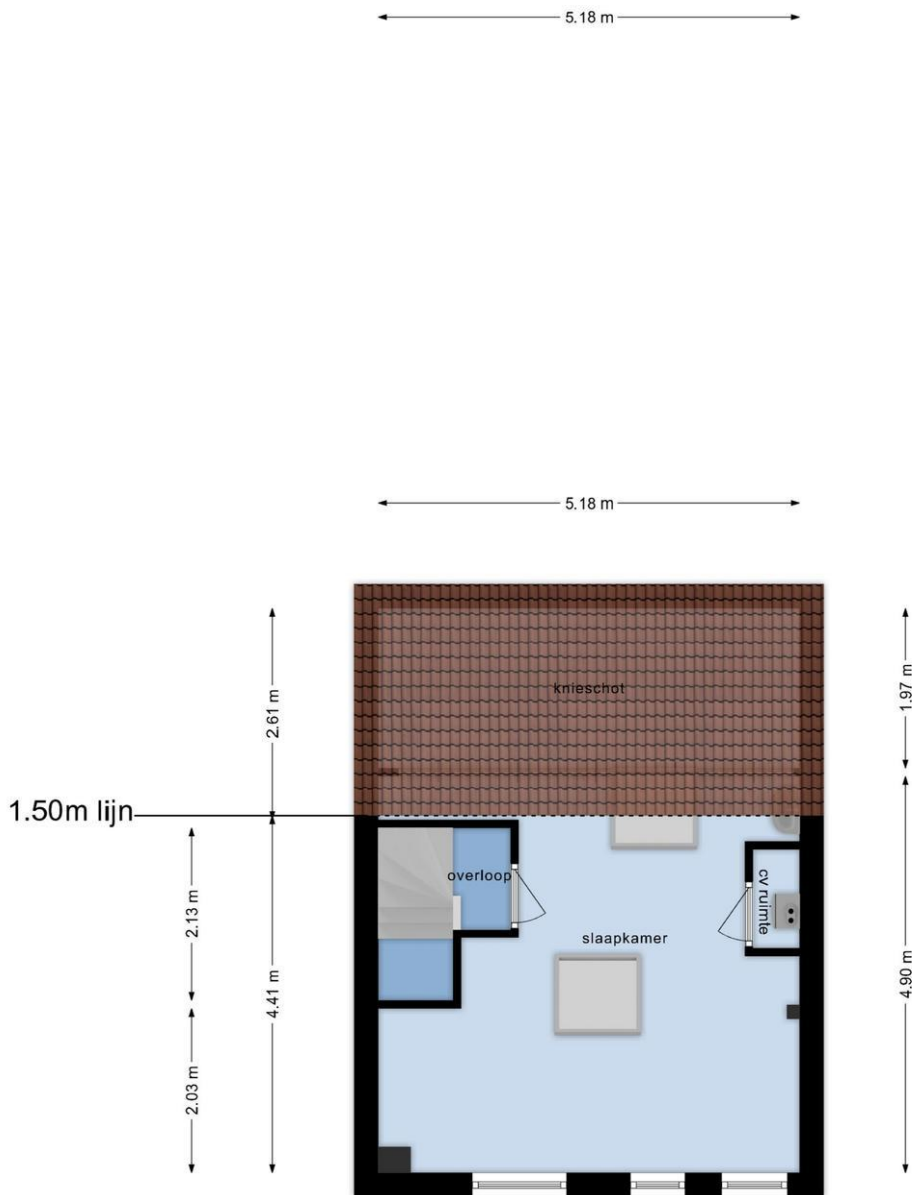 5.18 m
5.18 m
knieschot
2.61 m
1.97 m
1.50m lijn
overloop
cv ruimte
slaapkamer
2.13 m
4.41 m
4.90 m
2.03 m